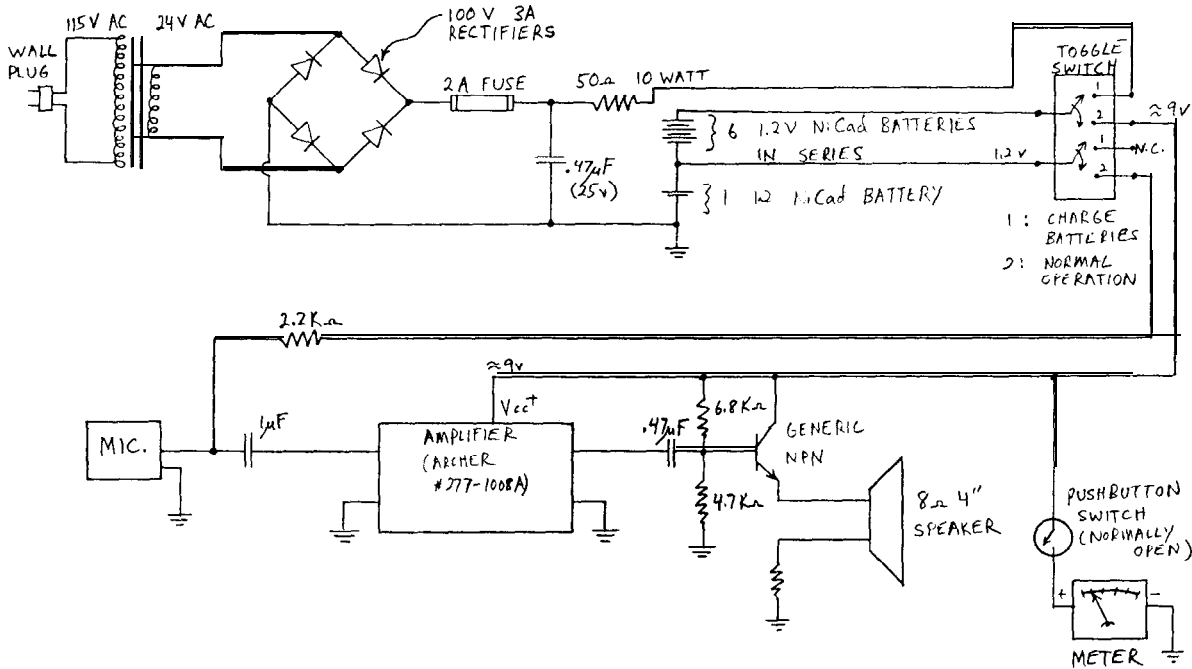 115V AC 24V AC
WALL
PLUG
100V 3A
RECTIFIERS
2A FUSE
50Ω 10 WATT
.47µF
(25V)
} 6 1.2V NiCad BATTERIES
IN SERIES
} 1 NiCad BATTERY
1.2V
TOGGLE
SWITCH
1
2
1
2
≈9V
N.C.
1: CHARGE
BATTERIES
2: NORMAL
OPERATION
2.2KΩ
≈9V
Vcc+
MIC.
1µF
AMPLIFIER
(ARCHER
#277-1008A)
.47µF
6.8KΩ
4.7KΩ
GENERIC
NPN
8Ω 4"
SPEAKER
PUSHBUTTON
SWITCH
(NORMALLY
OPEN)
+ -
METER